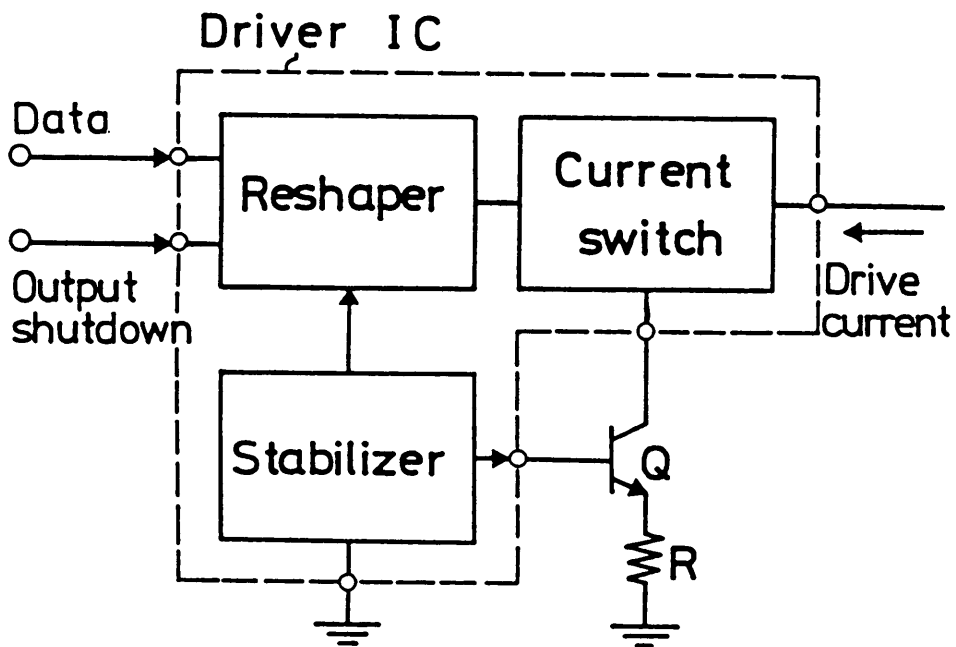 Driver IC
Data
Reshaper
Current
switch
Output
shutdown
Drive
current
Stabilizer
Q
R